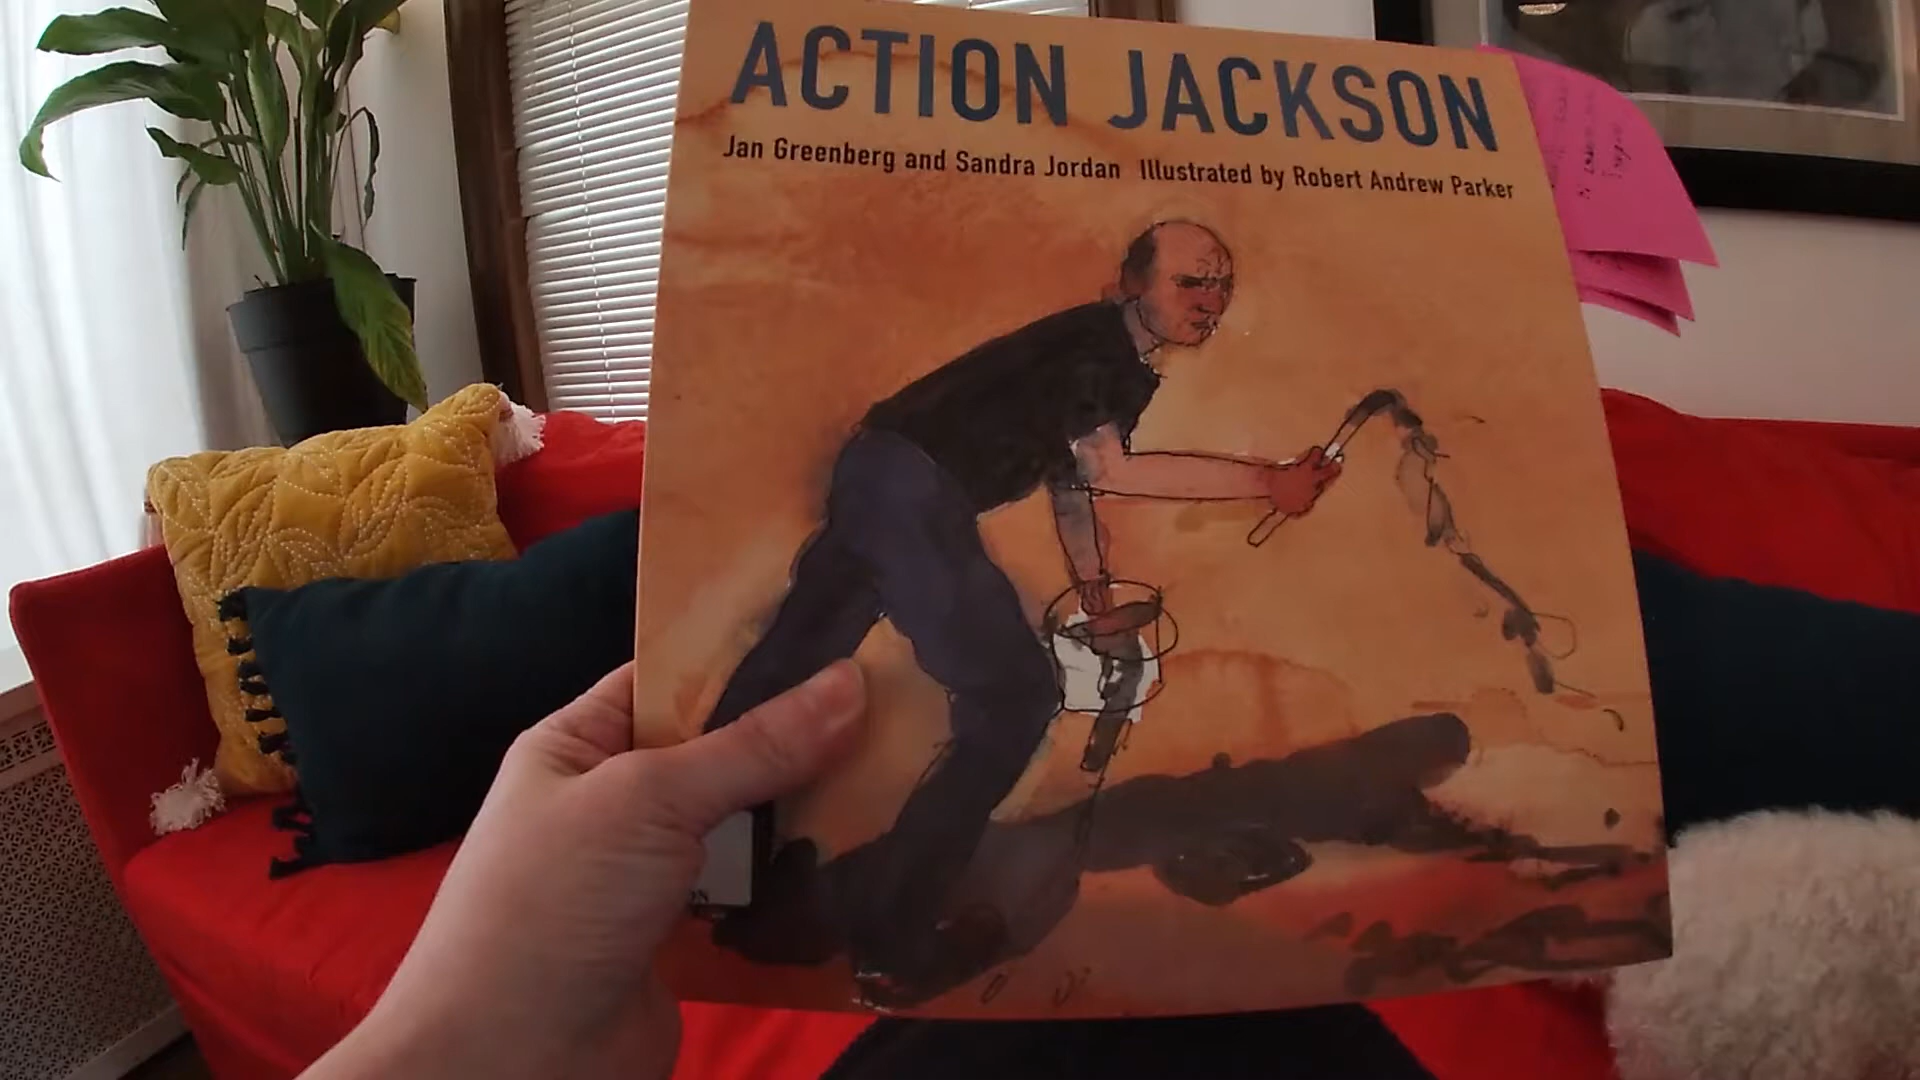 ACTION JACKSON
Jan Greenberg and Sandra Jordan Illustrated by Robert Andrew Parker